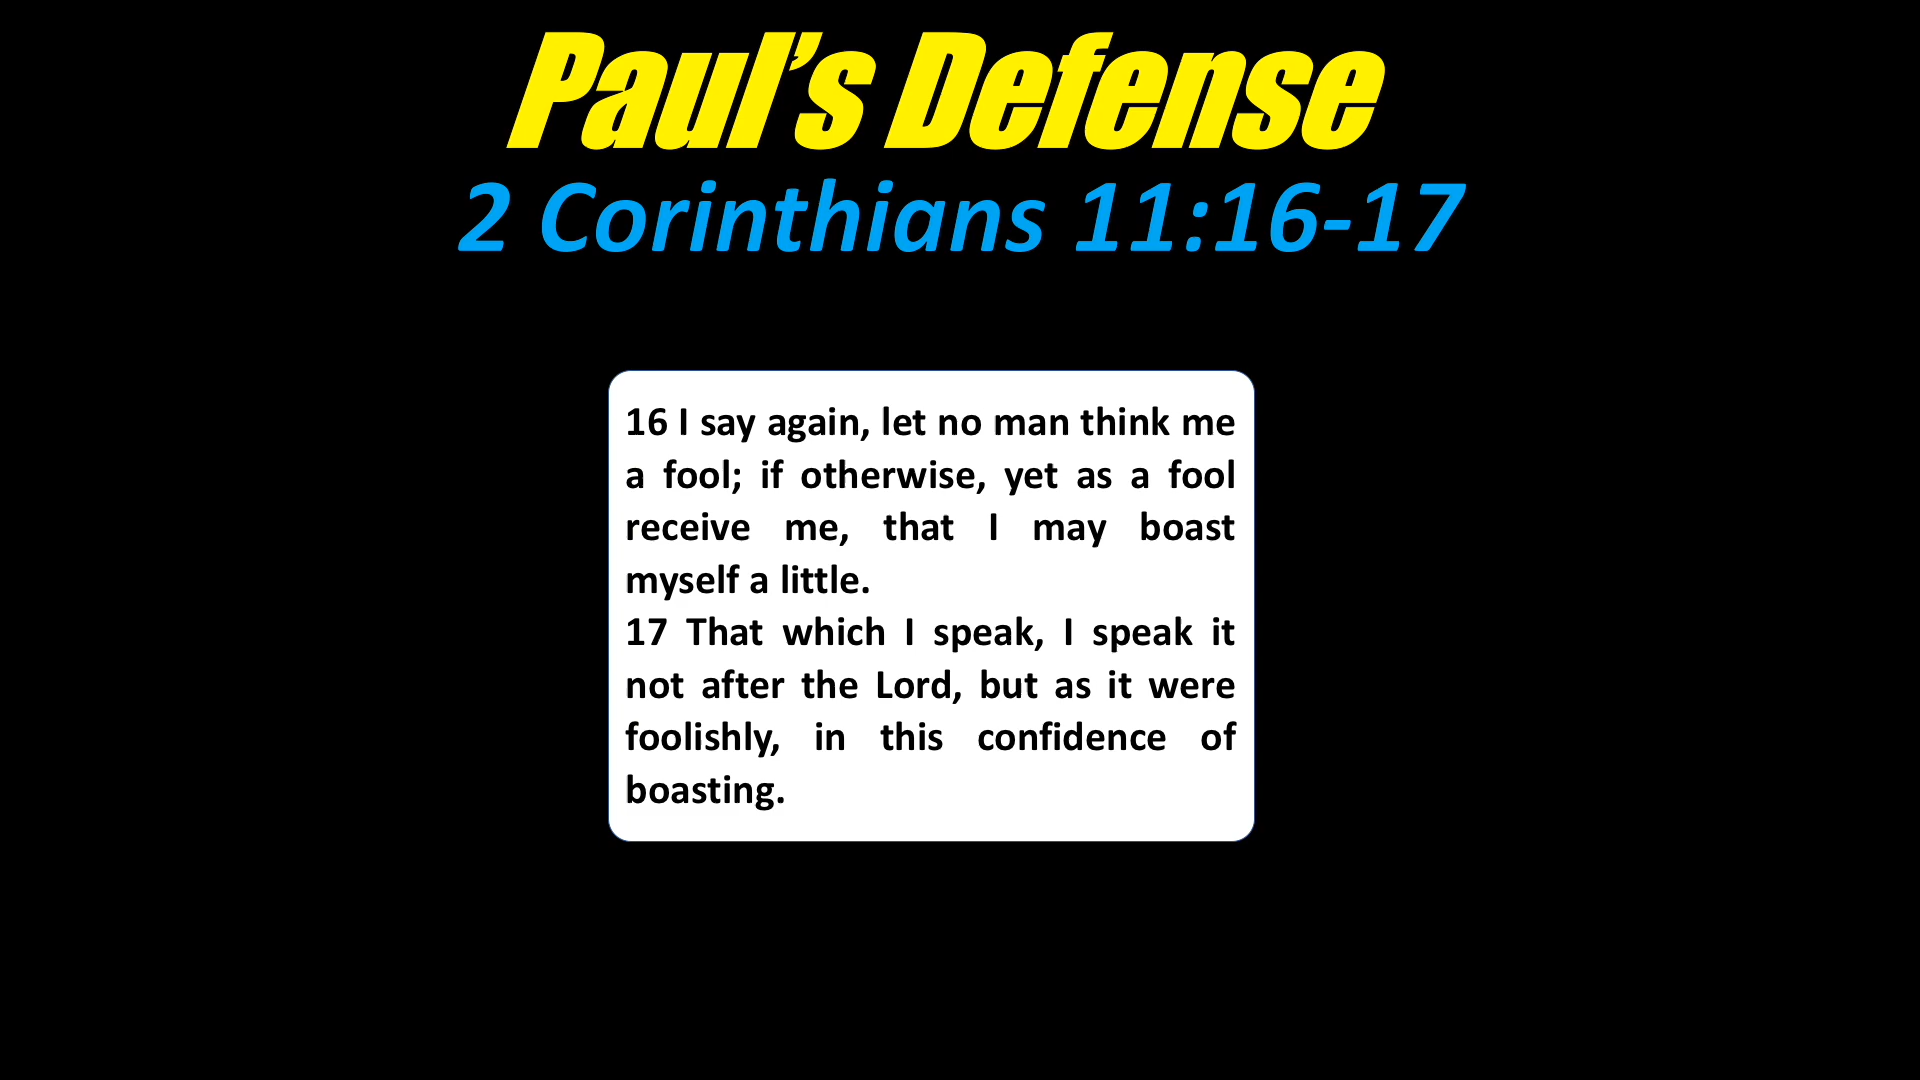 Paul’s Defense
2 Corinthians 11:16-17
16 I say again, let no man think me
a fool; if otherwise, yet as a fool
receive me, that I may boast
myself a little.
17 That which I speak, I speak it
not after the Lord, but as it were
foolishly, in this confidence of
boasting.